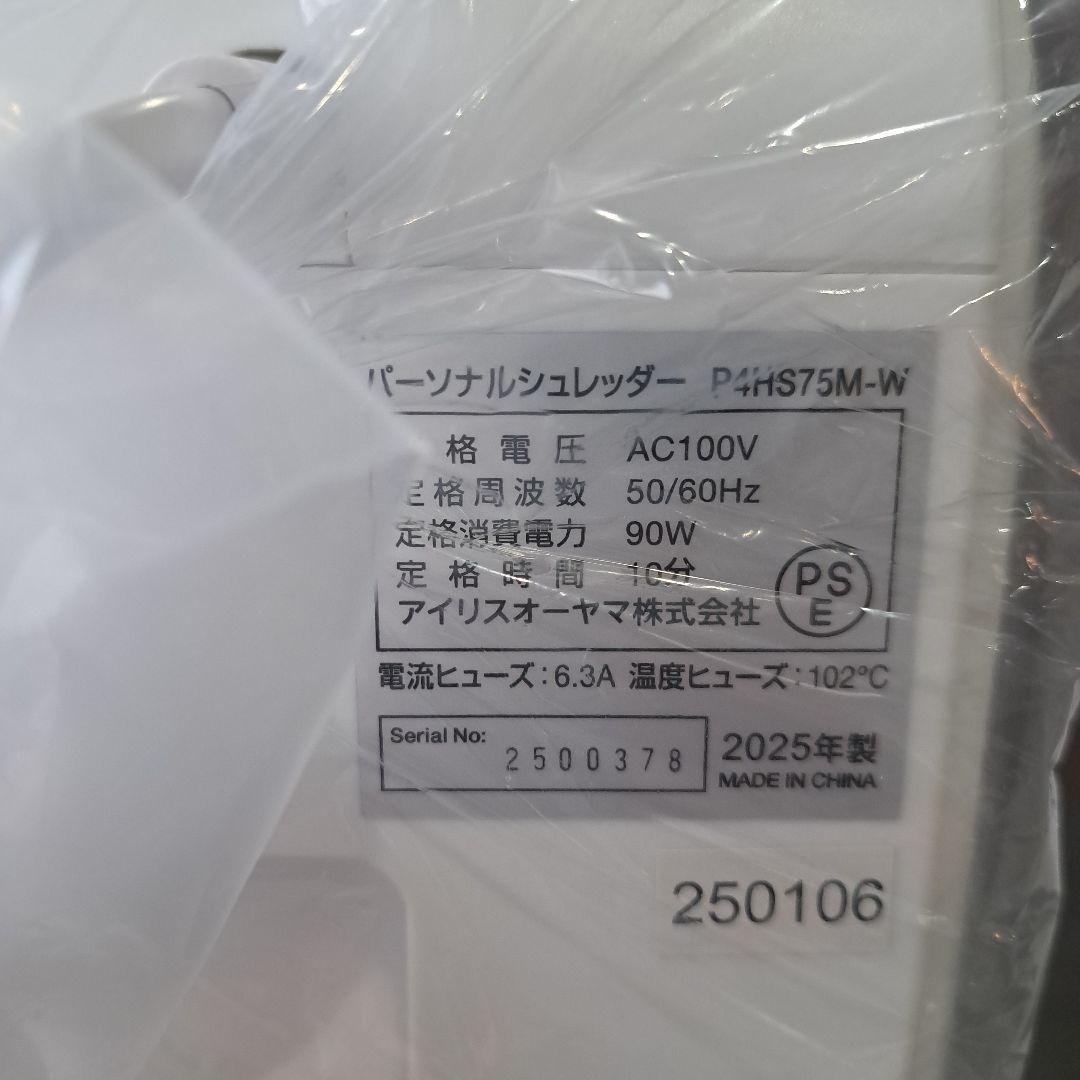 パーソナルシュレッダー P4HS75M-W
格電圧 AC100V
定格周波数 50/60Hz
定格消費電力 90W
定格時間 10分
アイリスオーヤマ株式会社
PS
E
電流ヒューズ:6.3A 温度ヒューズ:102℃
Serial No:
2500378
2025年製
MADE IN CHINA
250106